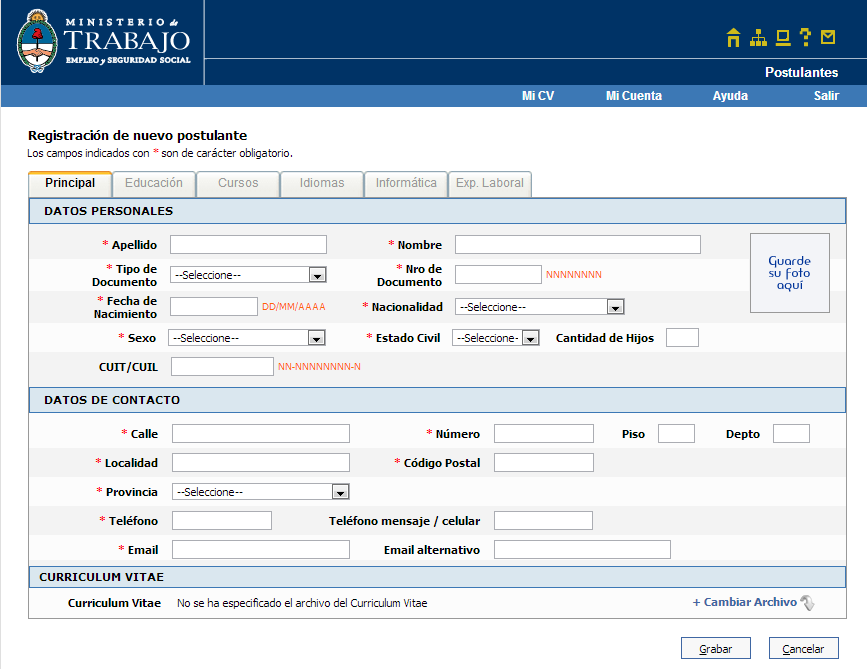 MINISTERIO de
TRABAJO
EMPLEO y SEGURIDAD SOCIAL
Postulantes
Mi CV Mi Cuenta Ayuda Salir
Registración de nuevo postulante
Los campos indicados con * son de carácter obligatorio.
Principal Educación Cursos Idiomas Informática Exp. Laboral
DATOS PERSONALES
* Apellido * Nombre
Guarde
su foto
aquí
* Tipo de
Documento --Seleccione-- * Nro de
Documento NNNNNNNN
* Fecha de
Nacimiento DD/MM/AAAA * Nacionalidad --Seleccione--
* Sexo --Seleccione-- * Estado Civil --Seleccione- Cantidad de Hijos
CUIT/CUIL NN-NNNNNNNN-N
DATOS DE CONTACTO
* Calle * Número Piso Depto
* Localidad * Código Postal
* Provincia --Seleccione--
* Teléfono Teléfono mensaje / celular
* Email Email alternativo
CURRICULUM VITAE
Curriculum Vitae No se ha especificado el archivo del Curriculum Vitae + Cambiar Archivo
Grabar Cancelar